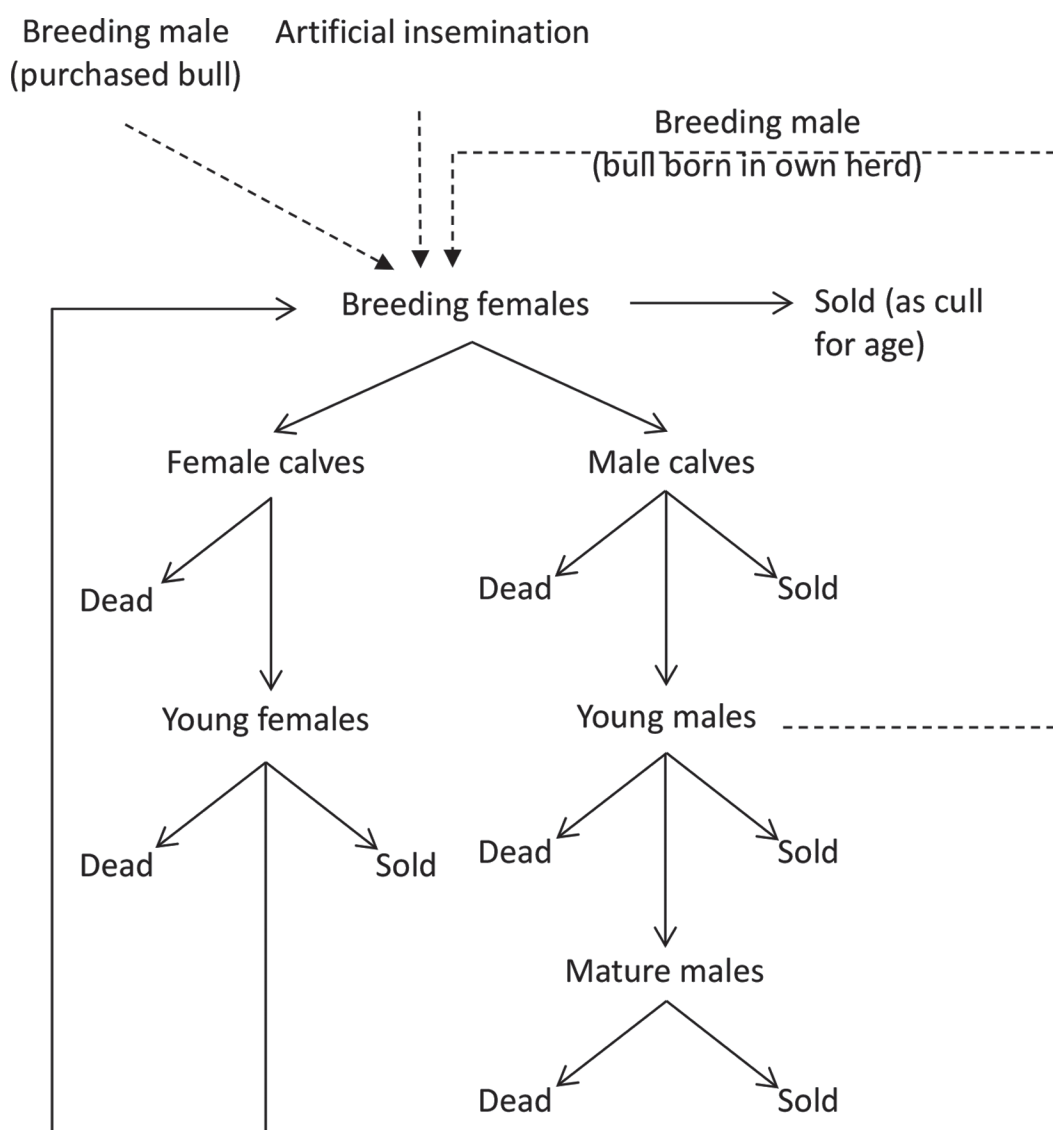 Breeding male
(purchased bull)
Artificial insemination
Breeding male
(bull born in own herd)
Breeding females
Sold (as cull
for age)
Female calves
Male calves
Dead
Dead
Sold
Young females
Young males
Dead
Sold
Dead
Sold
Mature males
Dead
Sold